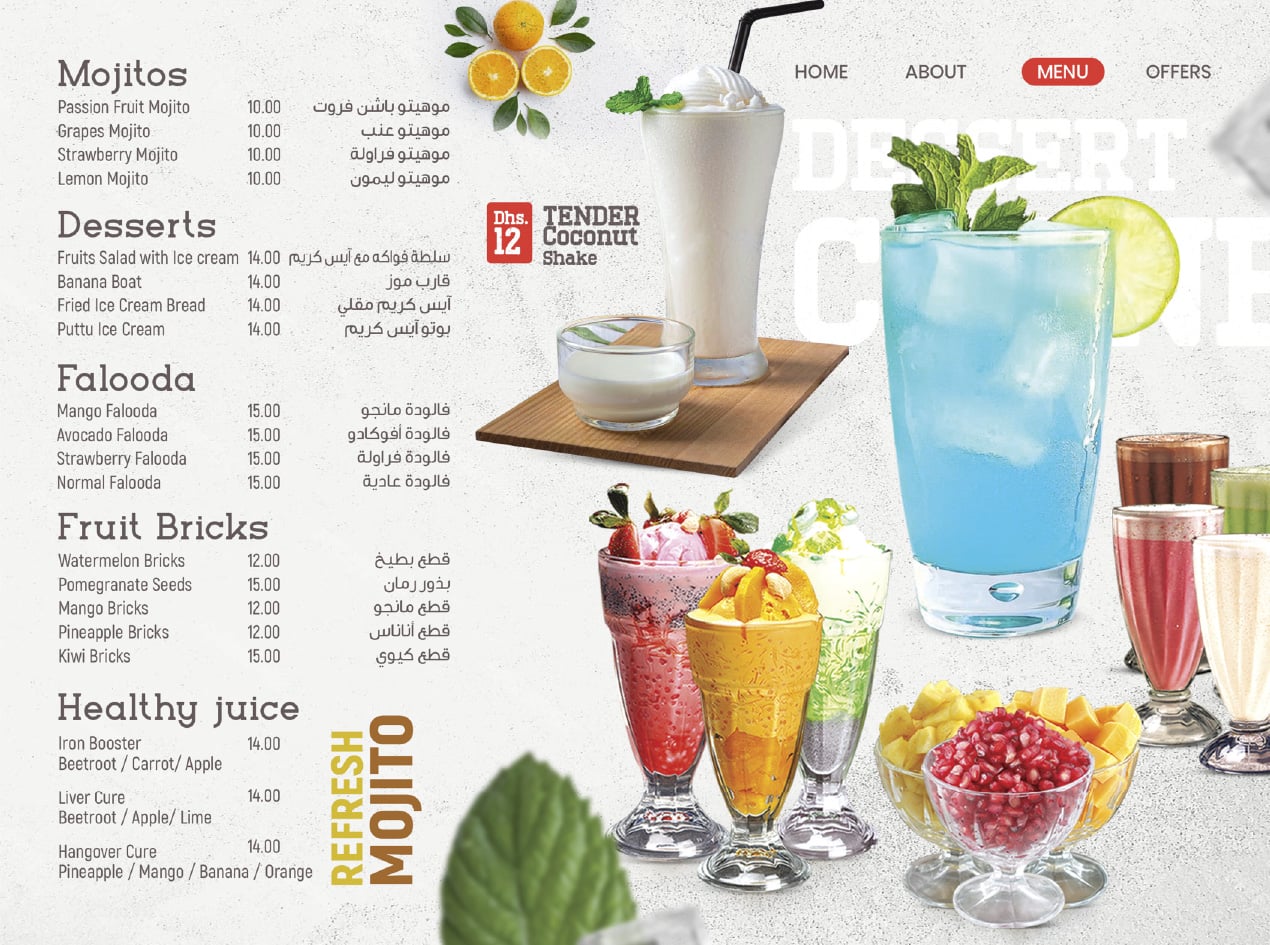 HOME ABOUT MENU OFFERS
Mojitos
Passion Fruit Mojito 10.00 موهيتو باشن فروت
Grapes Mojito 10.00 موهيتو عنب
Strawberry Mojito 10.00 موهيتو فراولة
Lemon Mojito 10.00 موهيتو ليمون
Desserts
Fruits Salad with Ice cream 14.00 سلطة فواكه مع آيس كريم
Banana Boat 14.00 قارب موز
Fried Ice Cream Bread 14.00 آيس كريم مقلي
Puttu Ice Cream 14.00 بوتو آيس كريم
Falooda
Mango Falooda 15.00 فالودة مانجو
Avocado Falooda 15.00 فالودة أفوكادو
Strawberry Falooda 15.00 فالودة فراولة
Normal Falooda 15.00 فالودة عادية
Fruit Bricks
Watermelon Bricks 12.00 قطع بطيخ
Pomegranate Seeds 15.00 بذور رمان
Mango Bricks 12.00 قطع مانجو
Pineapple Bricks 12.00 قطع أناناس
Kiwi Bricks 15.00 قطع كيوي
Healthy juice
Iron Booster 14.00
Beetroot / Carrot/ Apple
Liver Cure 14.00
Beetroot / Apple/ Lime
Hangover Cure 14.00
Pineapple / Mango / Banana / Orange
REFRESH
MOJITO
Dhs.
12
TENDER
Coconut
Shake
DESSERT